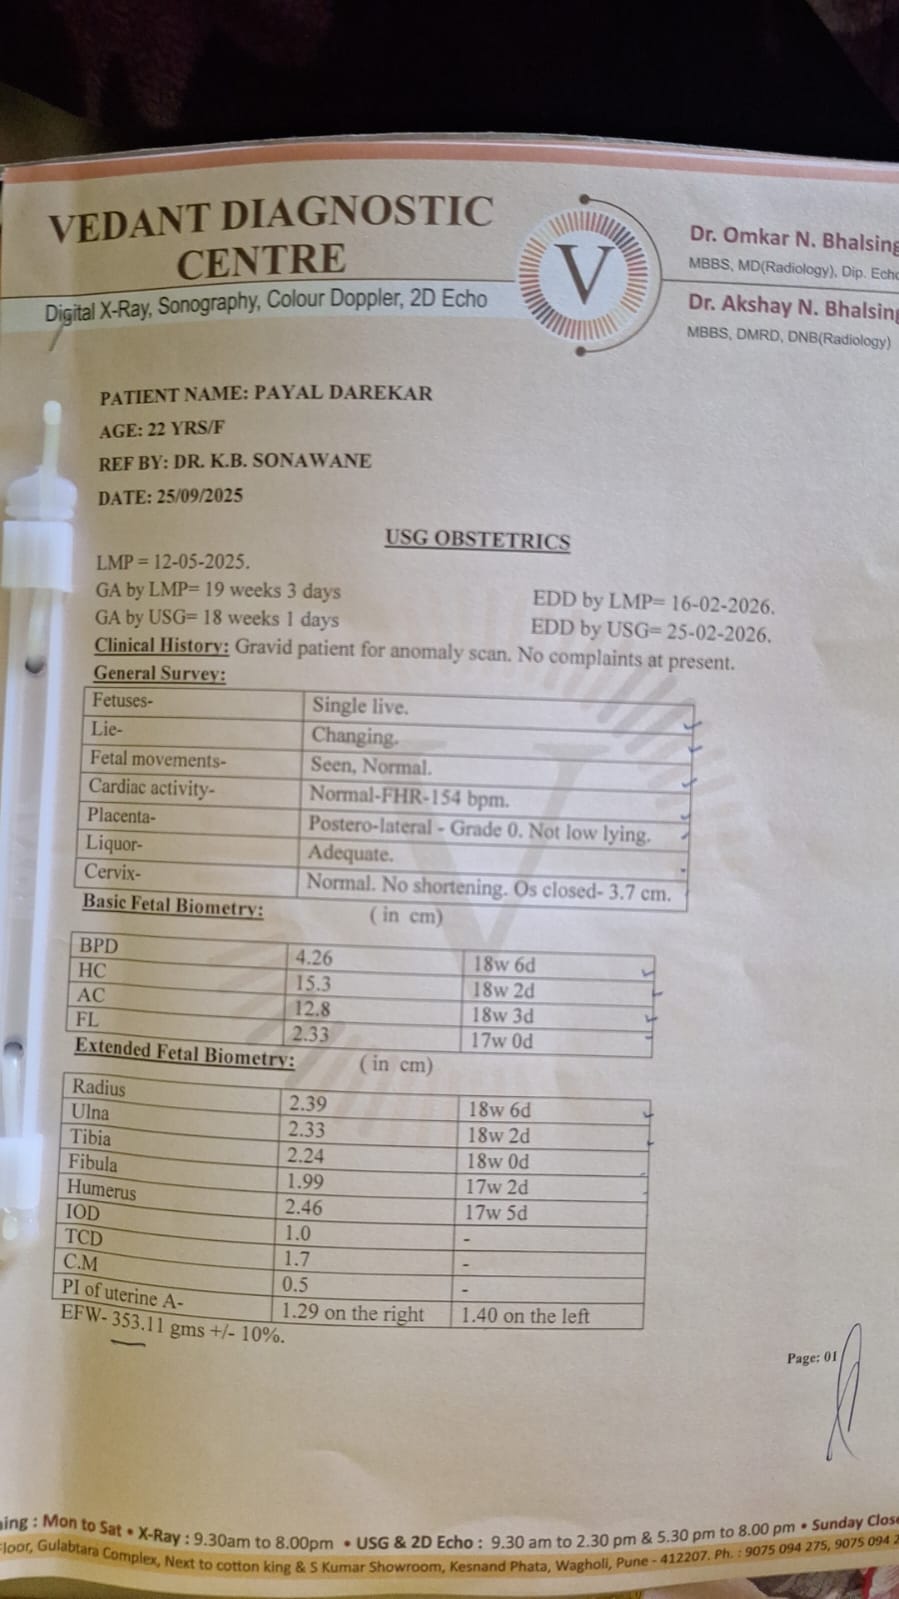 VEDANT DIAGNOSTIC
CENTRE
Digital X-Ray, Sonography, Colour Doppler, 2D Echo
V
Dr. Omkar N. Bhalsing
MBBS, MD(Radiology), Dip. Echo
Dr. Akshay N. Bhalsing
MBBS, DMRD, DNB(Radiology)
PATIENT NAME: PAYAL DAREKAR
AGE: 22 YRS/F
REF BY: DR. K.B. SONAWANE
DATE: 25/09/2025
USG OBSTETRICS
LMP = 12-05-2025.
GA by LMP= 19 weeks 3 days EDD by LMP= 16-02-2026.
GA by USG= 18 weeks 1 days EDD by USG= 25-02-2026.
Clinical History: Gravid patient for anomaly scan. No complaints at present.
General Survey:
Fetuses- Single live.
Lie- Changing.
Fetal movements- Seen, Normal.
Cardiac activity- Normal-FHR-154 bpm.
Placenta- Postero-lateral - Grade 0. Not low lying.
Liquor- Adequate.
Cervix- Normal. No shortening. Os closed- 3.7 cm.
Basic Fetal Biometry: ( in cm)
BPD 4.26 18w 6d
HC 15.3 18w 2d
AC 12.8 18w 3d
FL 2.33 17w 0d
Extended Fetal Biometry: ( in cm)
Radius 2.39 18w 6d
Ulna 2.33 18w 2d
Tibia 2.24 18w 0d
Fibula 1.99 17w 2d
Humerus 2.46 17w 5d
IOD 1.0 -
TCD 1.7 -
C.M 0.5 -
PI of uterine A- 1.29 on the right 1.40 on the left
EFW- 353.11 gms +/- 10%.
Page: 01
: Mon to Sat • X-Ray : 9.30am to 8.00pm • USG & 2D Echo : 9.30 am to 2.30 pm & 5.30 pm to 8.00 pm • Sunday Close
Floor, Gulabtara Complex, Next to cotton king & S Kumar Showroom, Kesnand Phata, Wagholi, Pune - 412207. Ph. : 9075 094 275, 9075 094 2